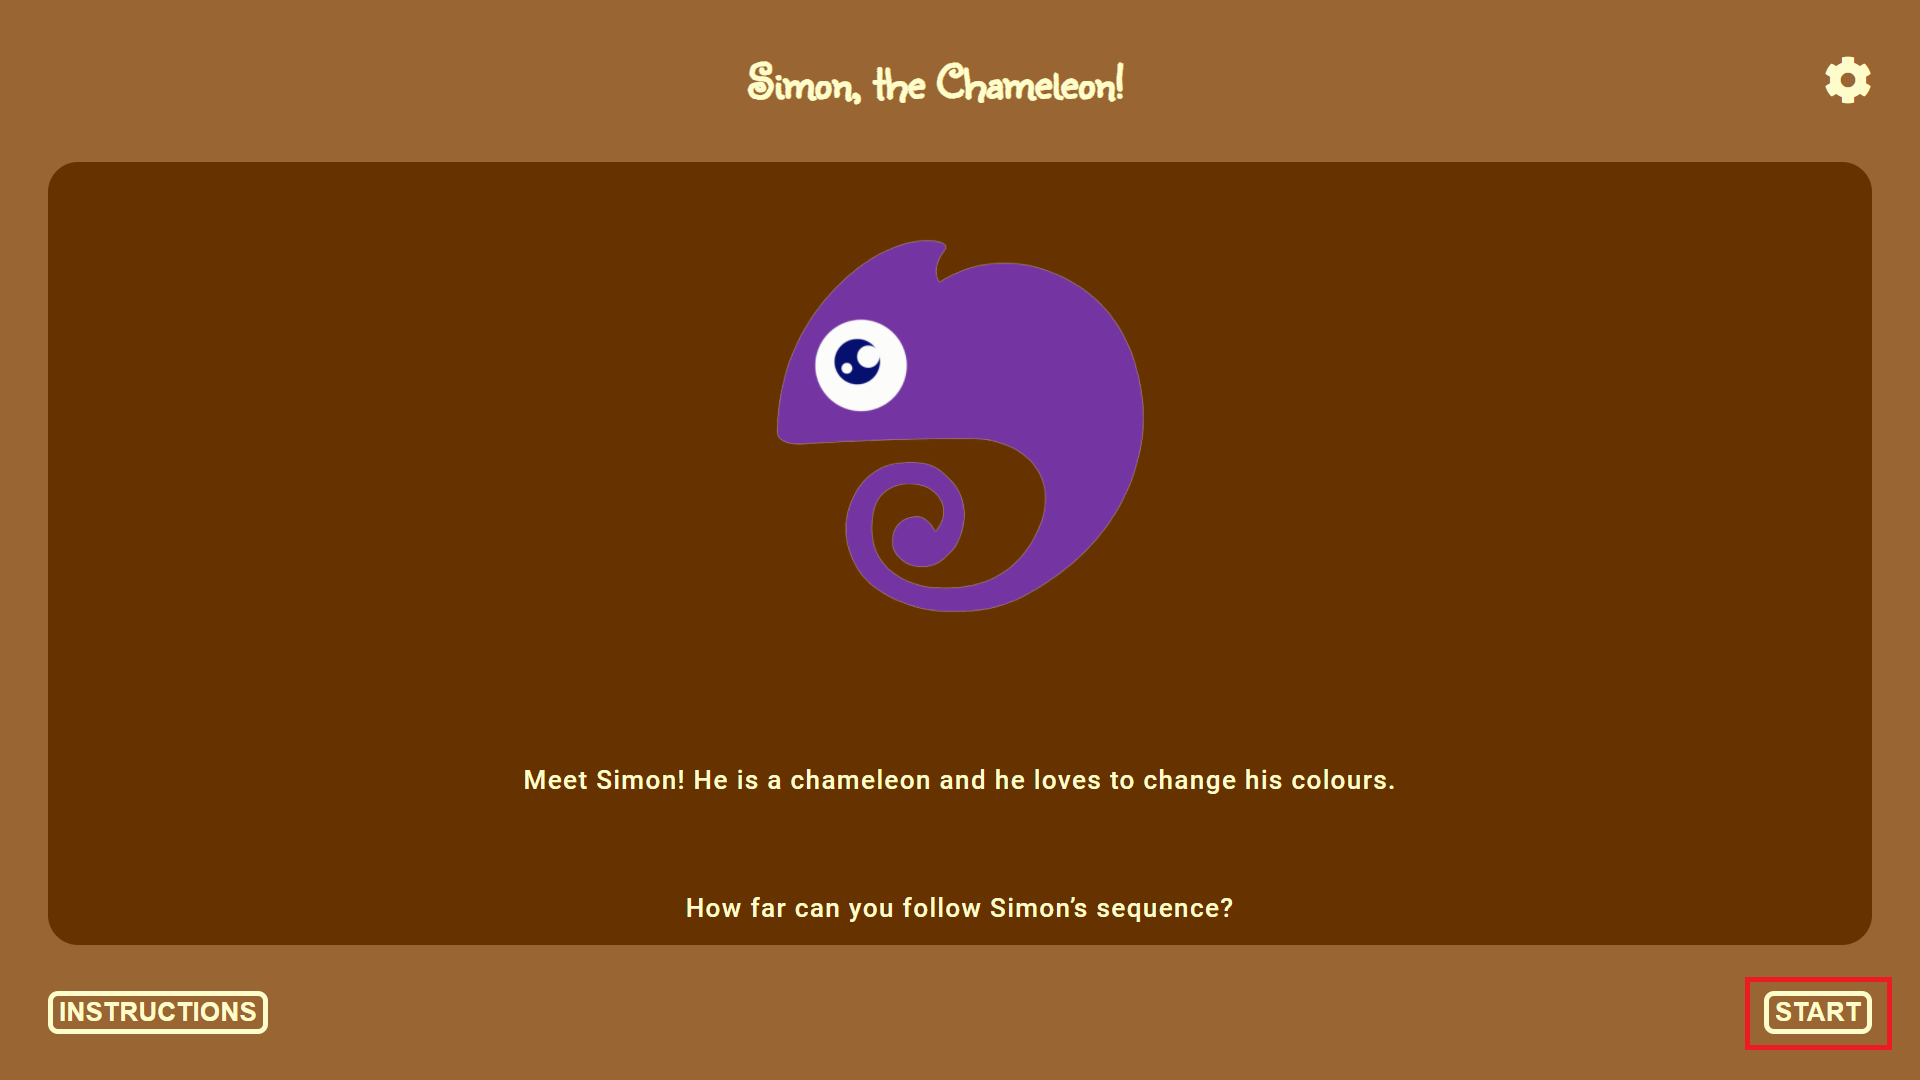 Simon, the Chameleon!
Meet Simon! He is a chameleon and he loves to change his colours.
How far can you follow Simon’s sequence?
INSTRUCTIONS
START